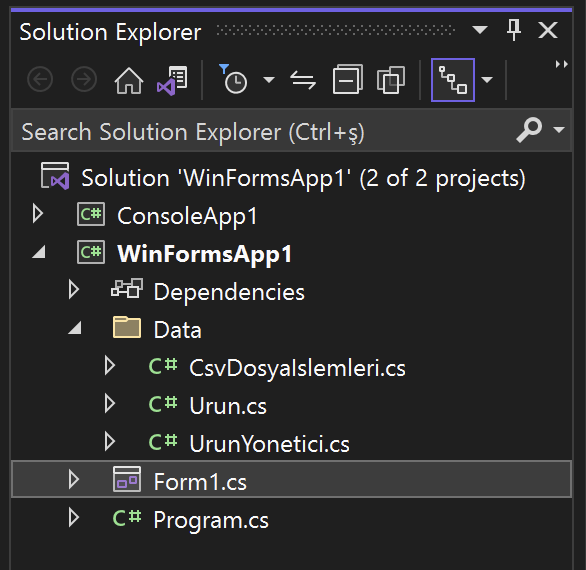 Solution Explorer
Search Solution Explorer (Ctrl+ş)
Solution 'WinFormsApp1' (2 of 2 projects)
C# ConsoleApp1
C# WinFormsApp1
Dependencies
Data
C# CsvDosyaIslemleri.cs
C# Urun.cs
C# UrunYonetici.cs
Form1.cs
C# Program.cs